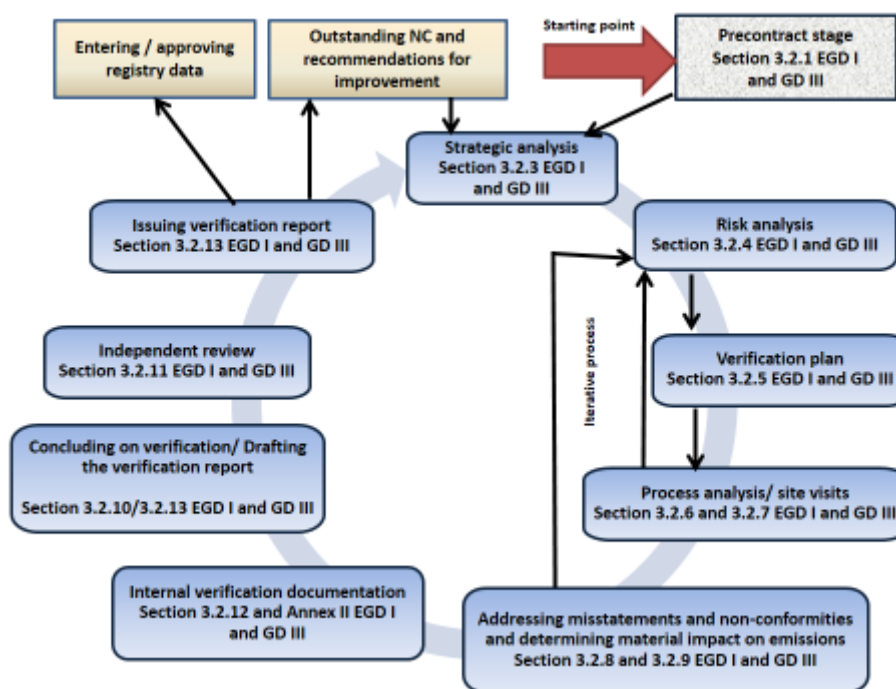 Entering / approving
registry data
Outstanding NC and
recommendations for
improvement
Starting point
Precontract stage
Section 3.2.1 EGD I
and GD III
Strategic analysis
Section 3.2.3 EGD I
and GD III
Issuing verification report
Section 3.2.13 EGD I and GD III
Risk analysis
Section 3.2.4 EGD I and GD III
Iterative process
Independent review
Section 3.2.11 EGD I and GD III
Verification plan
Section 3.2.5 EGD I and GD III
Concluding on verification/ Drafting
the verification report
Section 3.2.10/3.2.13 EGD I and GD III
Process analysis/ site visits
Section 3.2.6 and 3.2.7 EGD I and GD III
Internal verification documentation
Section 3.2.12 and Annex II EGD I
and GD III
Addressing misstatements and non-conformities
and determining material impact on emissions
Section 3.2.8 and 3.2.9 EGD I and GD III